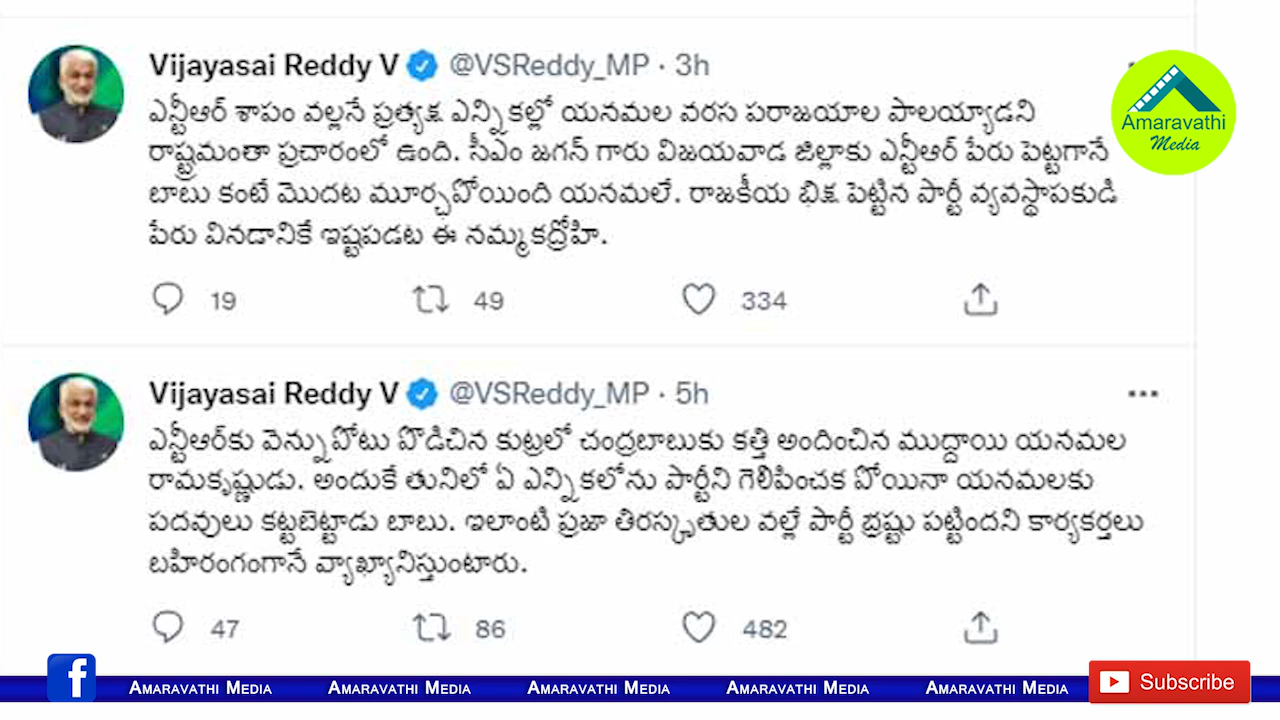 Vijayasai Reddy V @VSReddy_MP · 3h
ఎన్టీఆర్ శాపం వల్లనే ప్రత్యక్ష ఎన్నికల్లో యనమల వరస పరాజయాల పాలయ్యాడని
రాష్ట్రమంతా ప్రచారంలో ఉంది. సీఎం జగన్ గారు విజయవాడ జిల్లాకు ఎన్టీఆర్ పేరు పెట్టగానే
బాబు కంటే మొదట మూర్చపోయింది యనమలే. రాజకీయ భిక్ష పెట్టిన పార్టీ వ్యవస్థాపకుడి
పేరు వినడానికే ఇష్టపడట ఈ నమ్మకద్రోహి.
19 49 334
Amaravathi
Media
Vijayasai Reddy V @VSReddy_MP · 5h
ఎన్టీఆర్‌కు వెన్నుపోటు పొడిచిన కుట్రలో చంద్రబాబుకు కత్తి అందించిన ముద్దాయి యనమల
రామకృష్ణుడు. అందుకే తునిలో ఏ ఎన్నికలోను పార్టీని గెలిపించక పోయినా యనమలకు
పదవులు కట్టబెట్టాడు బాబు. ఇలాంటి ప్రజా తిరస్కృతుల వల్లే పార్టీ భ్రష్టు పట్టిందని కార్యకర్తలు
బహిరంగంగానే వ్యాఖ్యానిస్తుంటారు.
47 86 482
f Amaravathi Media Amaravathi Media Amaravathi Media Amaravathi Media Amaravathi Media Subscribe